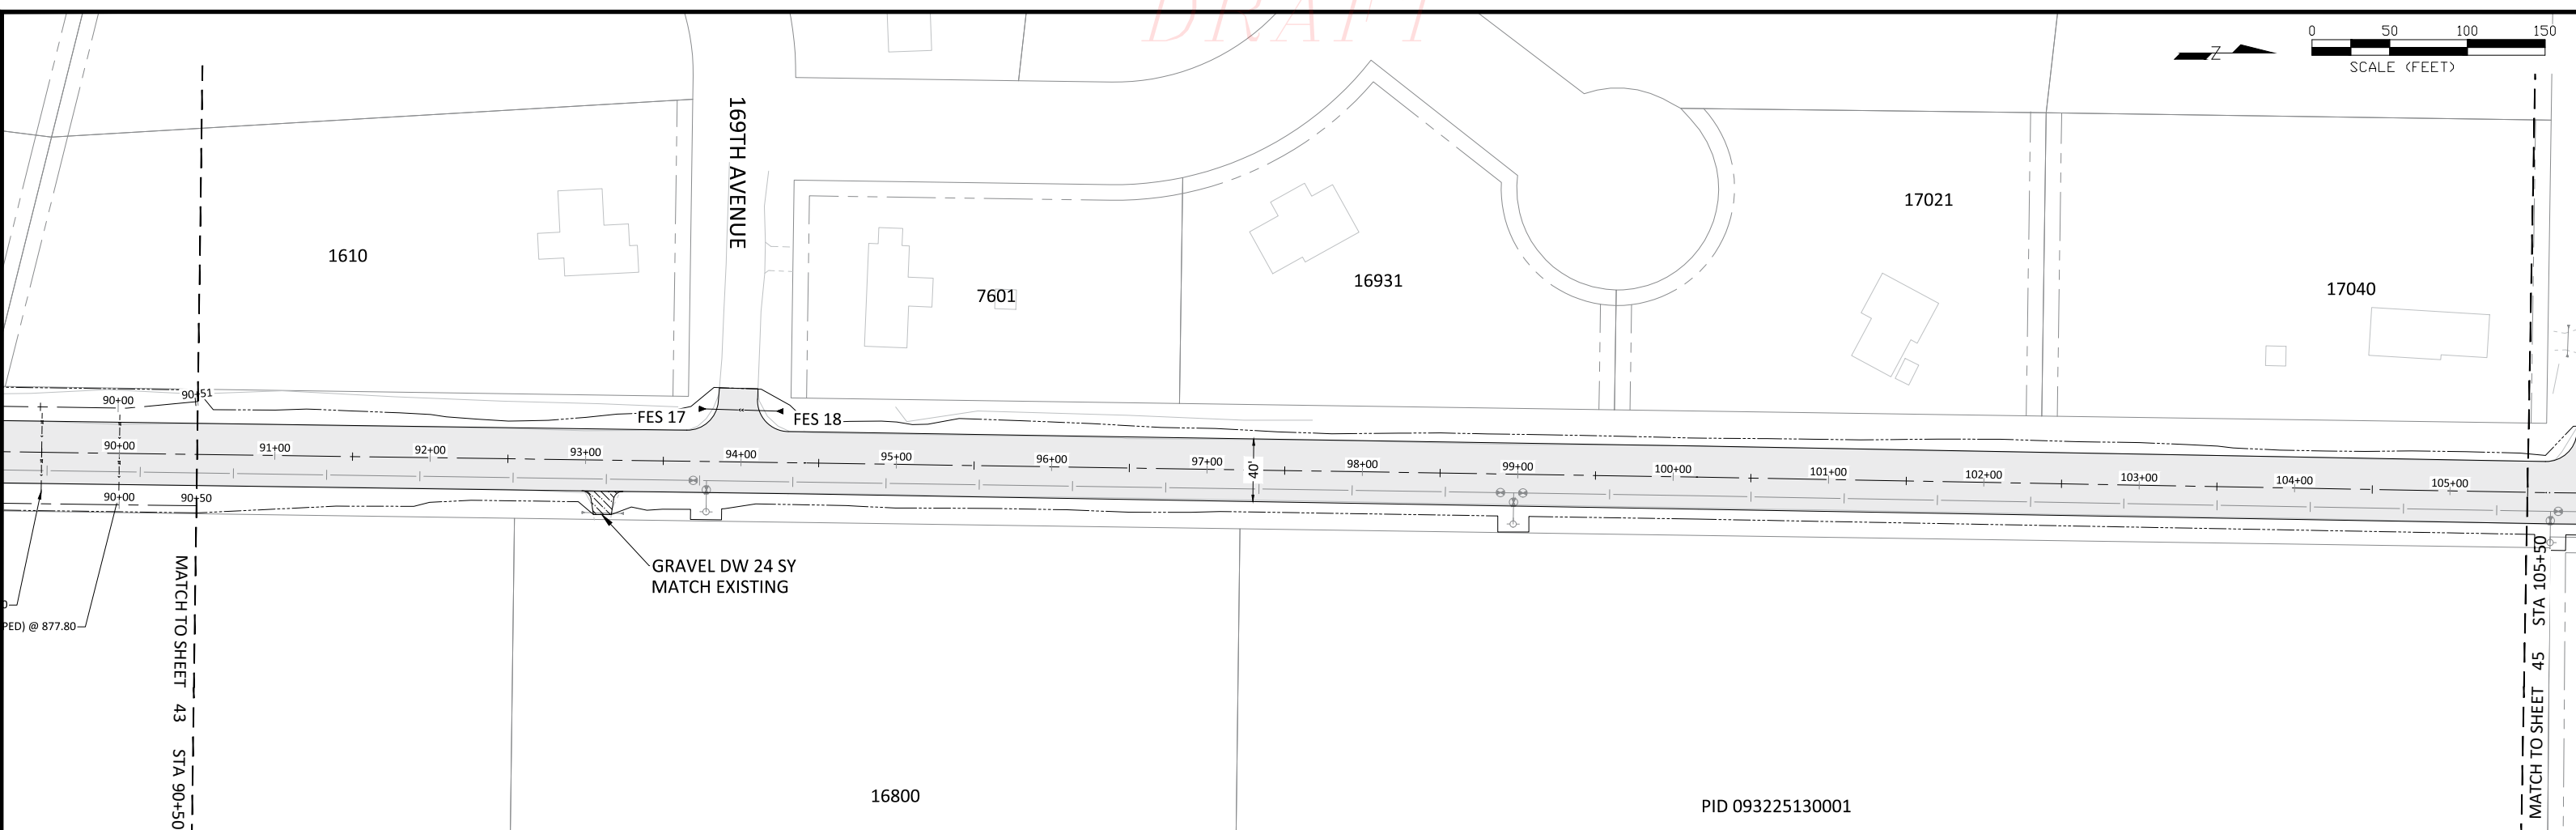 DRAFT
0 50 100 150
SCALE (FEET)
Z
169TH AVENUE
1610
7601
16931
17021
17040
90+00
90+51
FES 17
FES 18
90+00
91+00
92+00
93+00
94+00
95+00
96+00
97+00
98+00
99+00
100+00
101+00
102+00
103+00
104+00
105+00
40'
90+00
90+50
GRAVEL DW 24 SY
MATCH EXISTING
PED) @ 877.80
MATCH TO SHEET 43 STA 90+50
MATCH TO SHEET 45 STA 105+50
16800
PID 093225130001